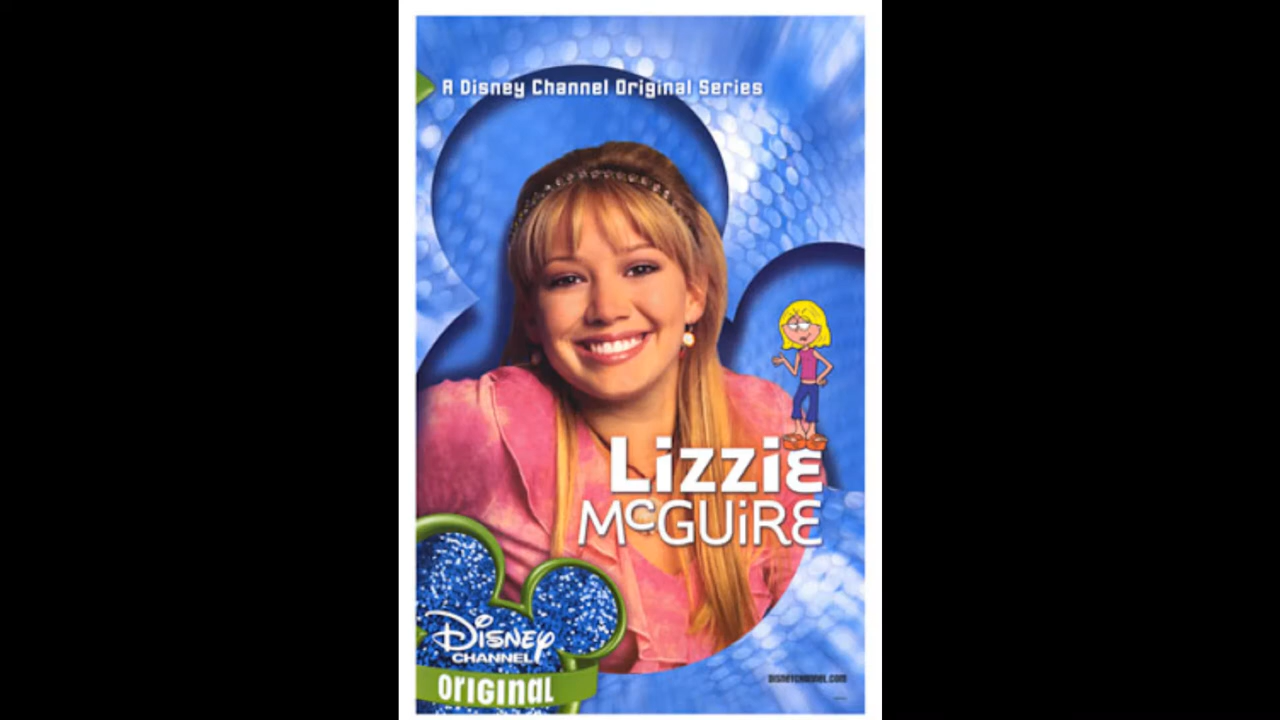 A Disney Channel Original Series
Lizzie
McGUiRE
Disney
CHANNEL
ORIGINAL
DISNEYCHANNEL.COM